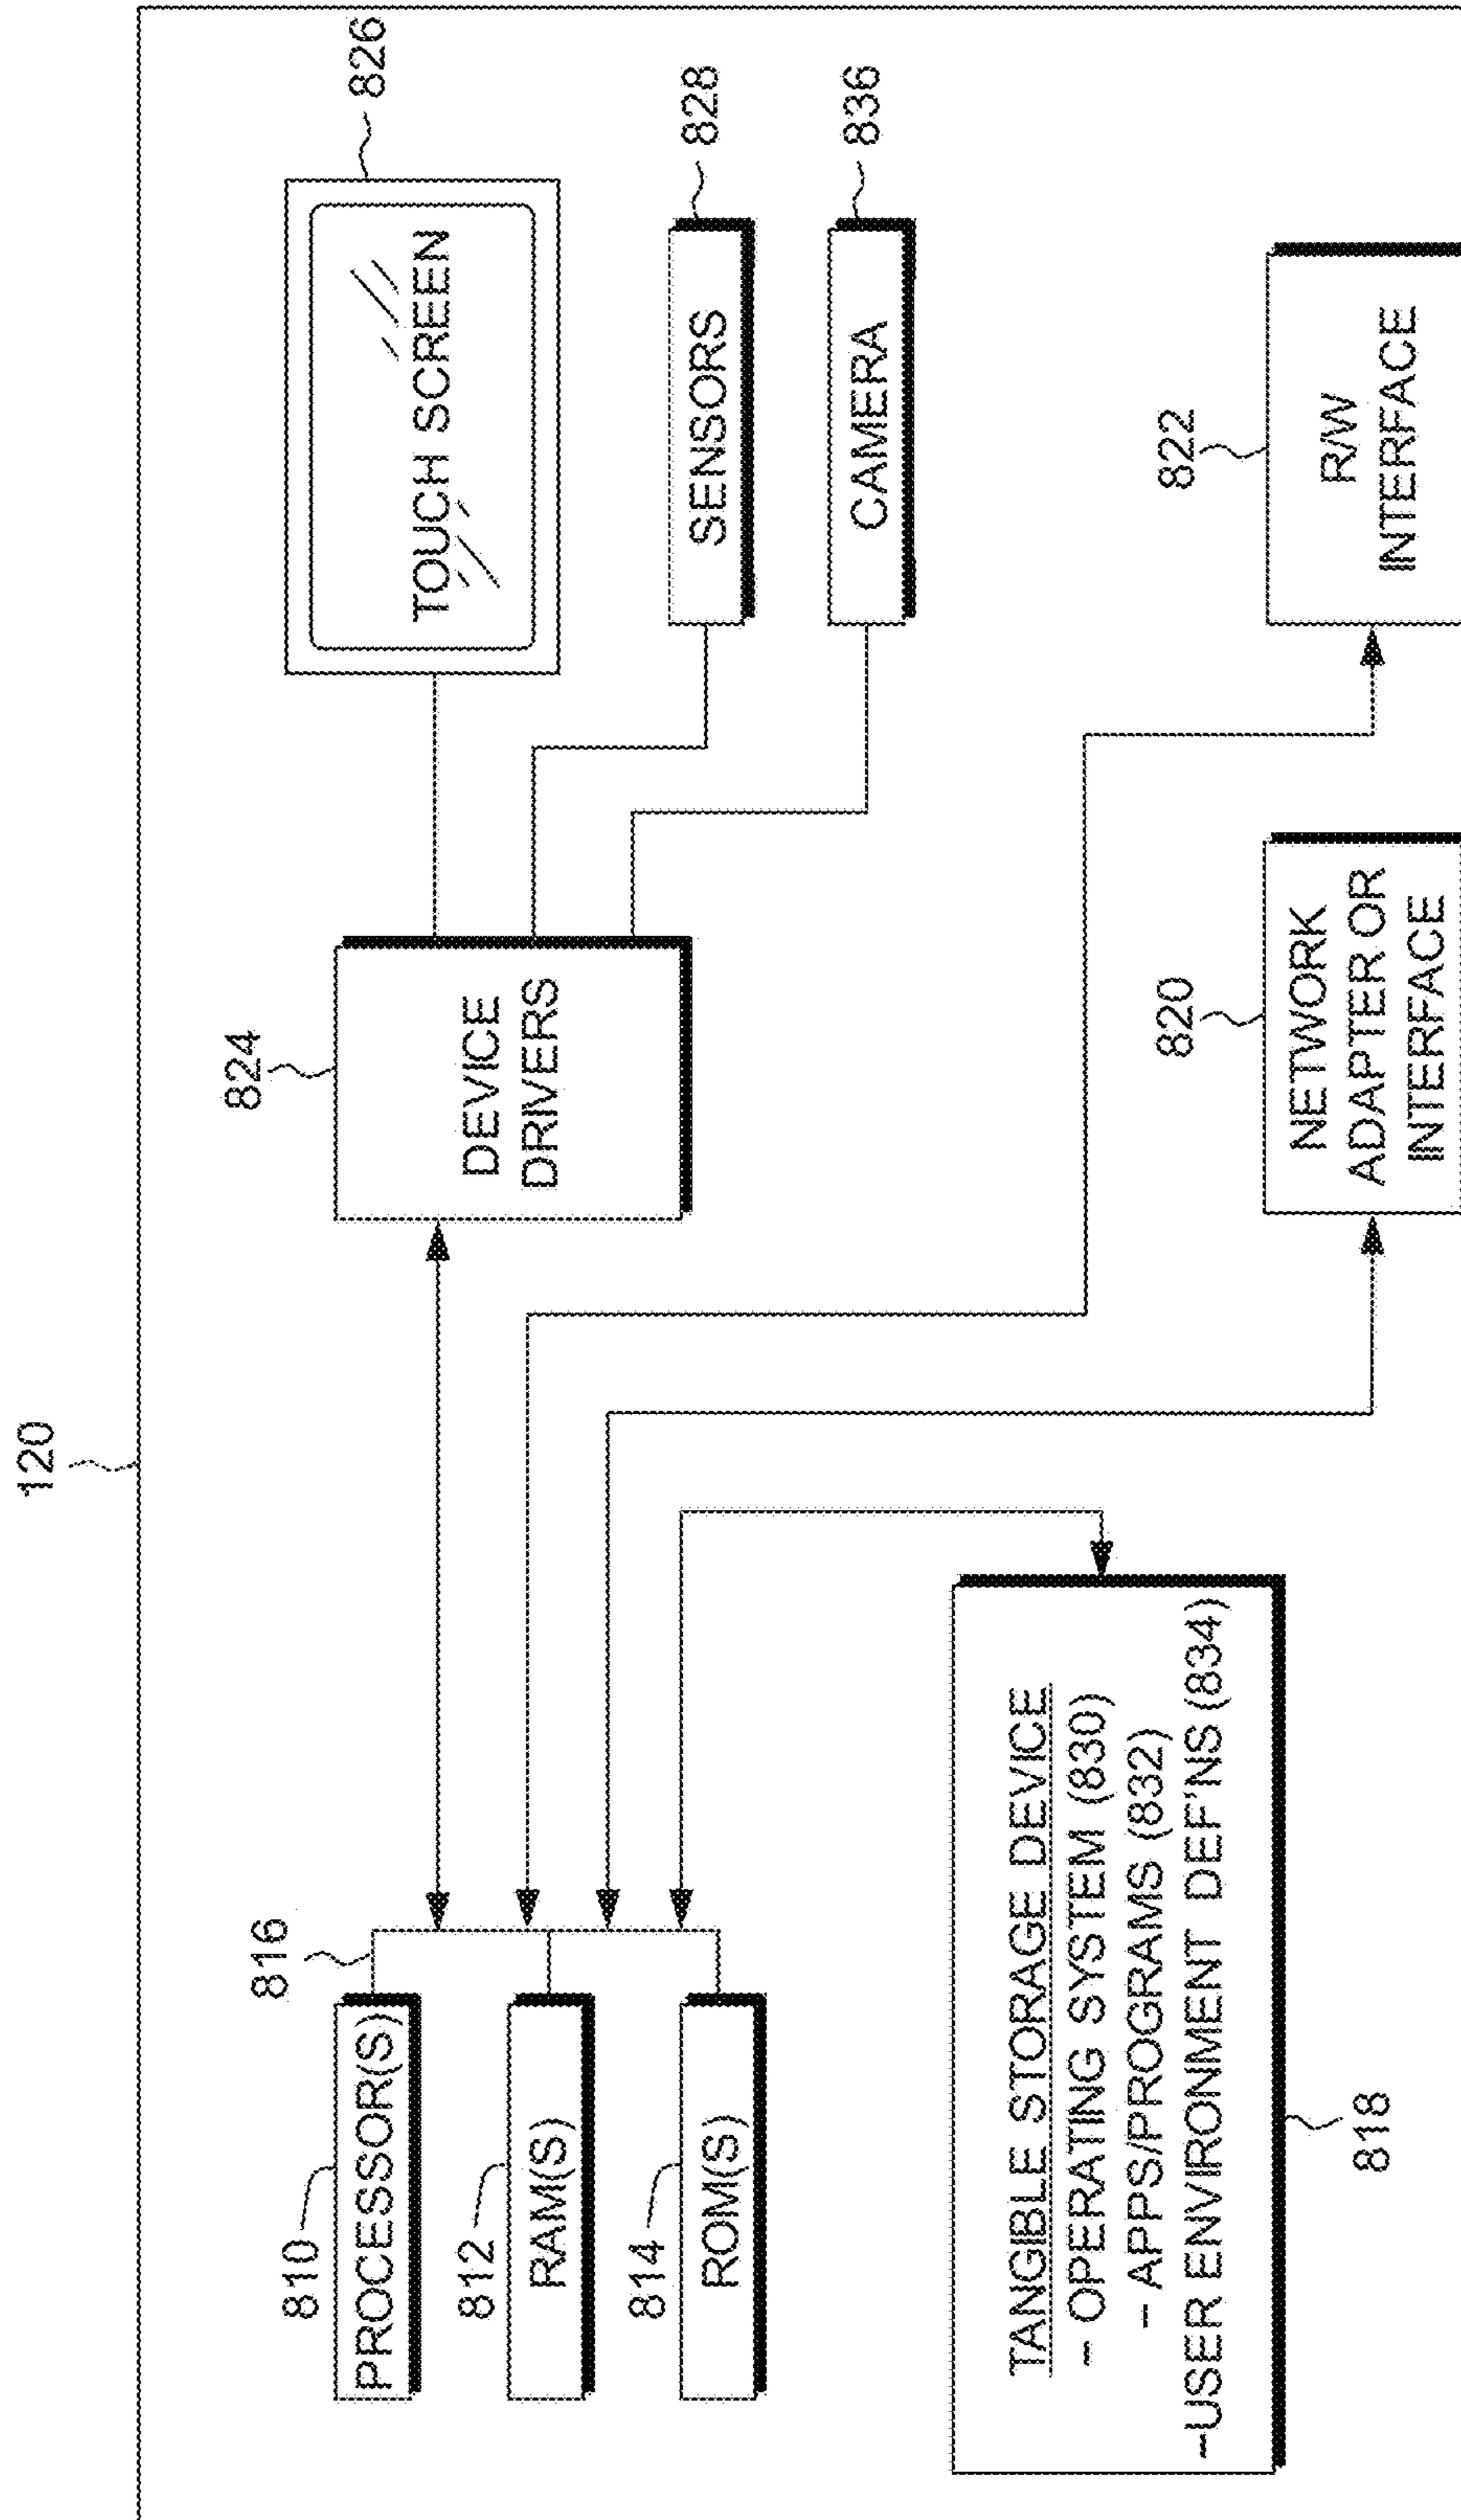 120
810
PROCESSOR(S)
816
812
RAM(S)
814
ROM(S)
824
DEVICE
DRIVERS
826
TOUCH SCREEN
828
SENSORS
836
CAMERA
TANGIBLE STORAGE DEVICE
– OPERATING SYSTEM (830)
– APPS/PROGRAMS (832)
–USER ENVIRONMENT DEF'NS (834)
818
820
NETWORK
ADAPTER OR
INTERFACE
822
R/W
INTERFACE